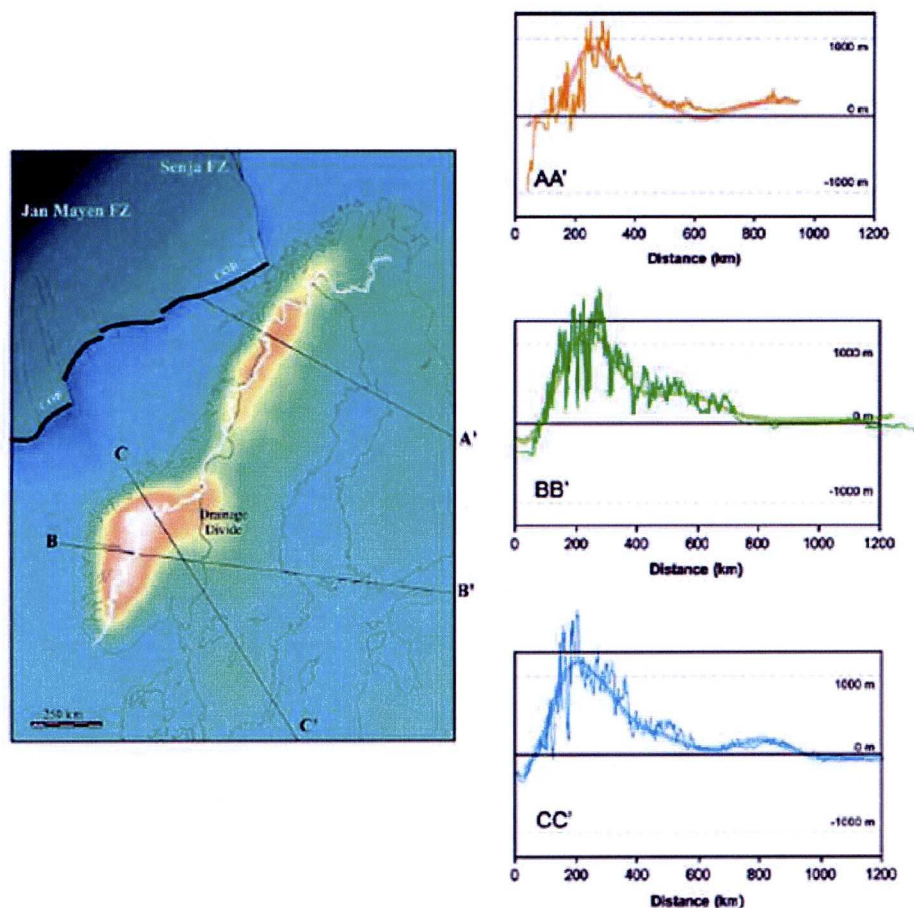 Senja FZ
Jan Mayen FZ
COB
COB
A'
C
B
Drainage
Divide
B'
C'
250 km
1000 m
0 m
-1000 m
AA'
0 200 400 600 800 1000 1200
Distance (km)
1000 m
0 m
-1000 m
BB'
0 200 400 600 800 1000 1200
Distance (km)
1000 m
0 m
-1000 m
CC'
0 200 400 600 800 1000 1200
Distance (km)